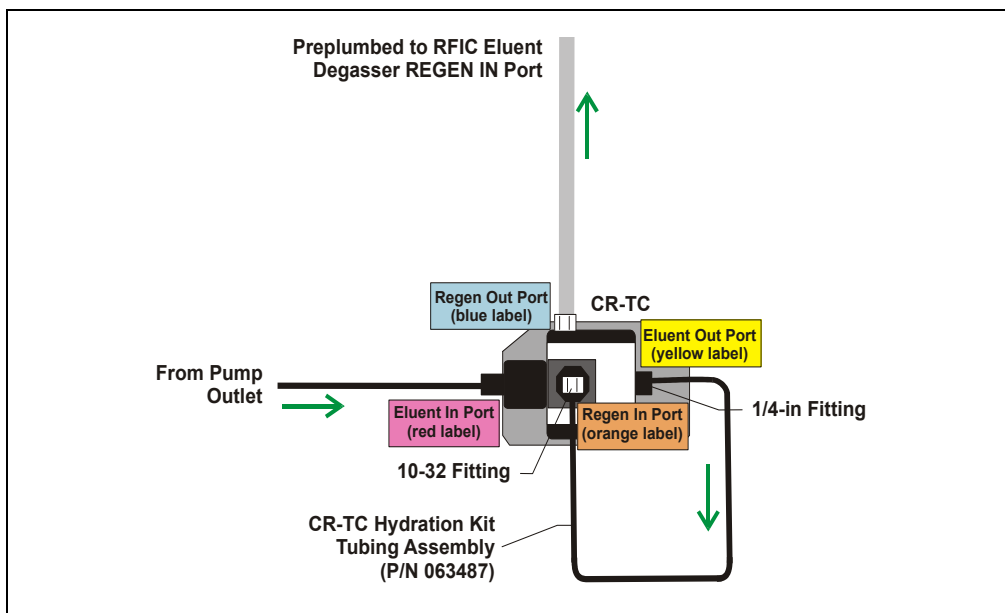 Preplumbed to RFIC Eluent
Degasser REGEN IN Port
Regen Out Port
(blue label)
CR-TC
Eluent Out Port
(yellow label)
From Pump
Outlet
Eluent In Port
(red label)
Regen In Port
(orange label)
1/4-in Fitting
10-32 Fitting
CR-TC Hydration Kit
Tubing Assembly
(P/N 063487)